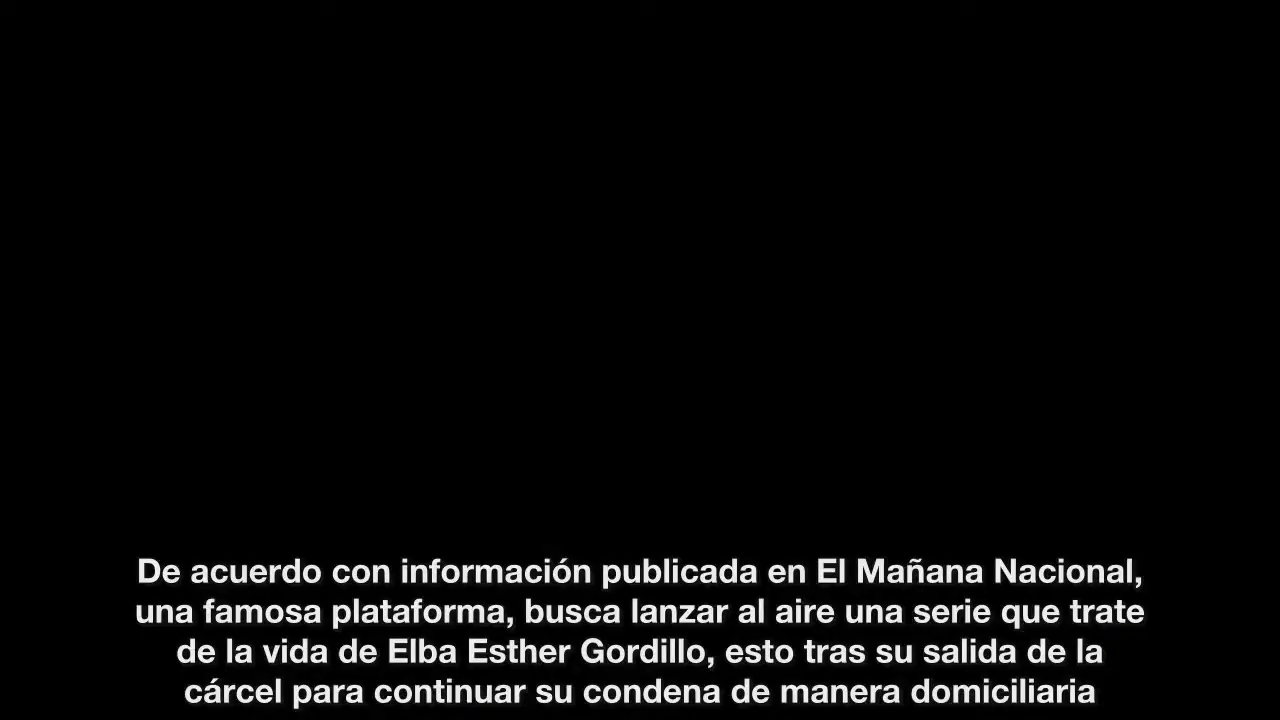 De acuerdo con información publicada en El Mañana Nacional,
una famosa plataforma, busca lanzar al aire una serie que trate
de la vida de Elba Esther Gordillo, esto tras su salida de la
cárcel para continuar su condena de manera domiciliaria